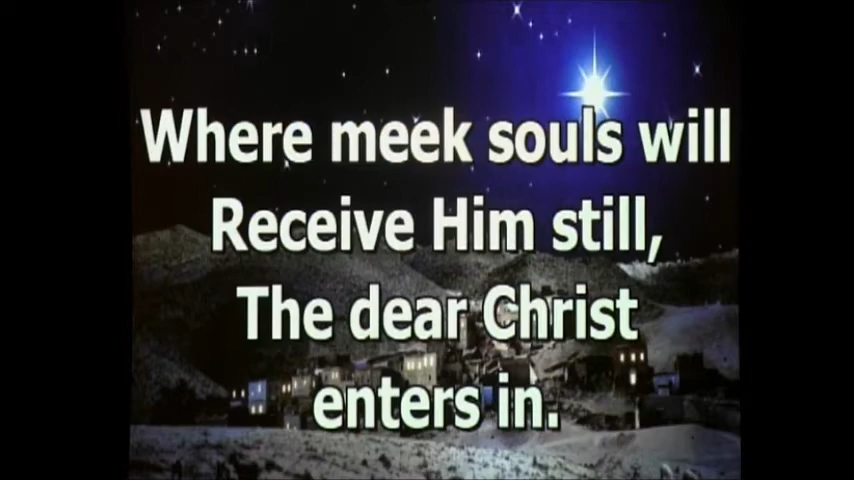 Where meek souls will
Receive Him still,
The dear Christ
enters in.